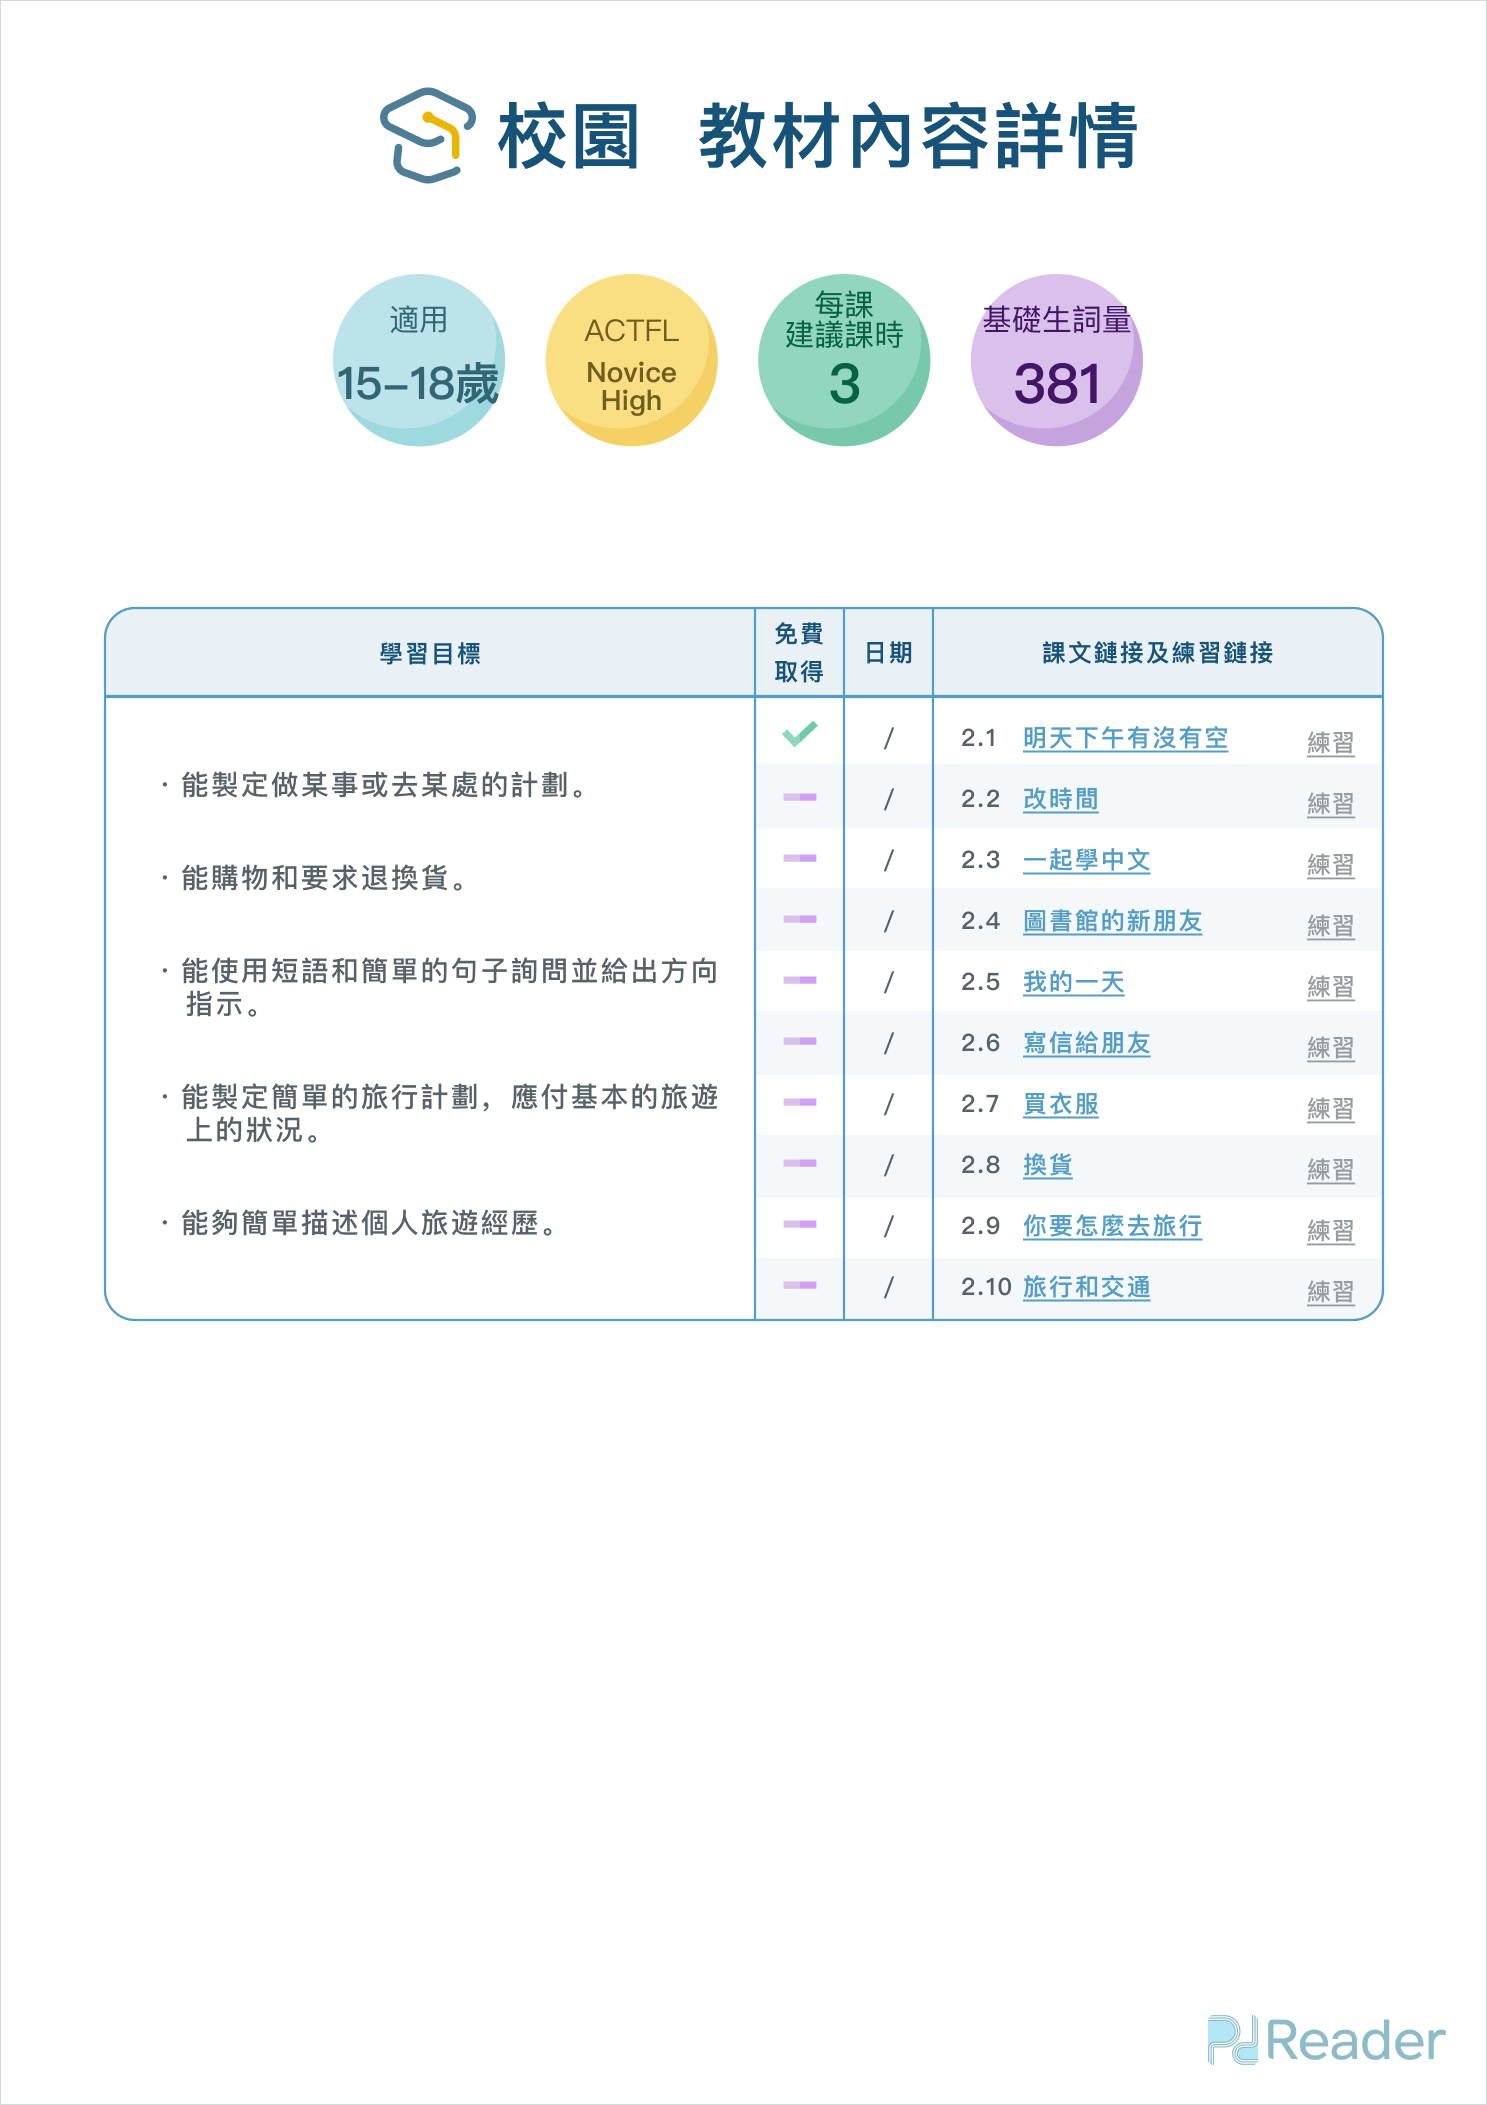 校園 教材內容詳情
適用
15-18歲
ACTFL
Novice
High
每課
建議課時
3
基礎生詞量
381
學習目標
免費
取得
日期
課文鏈接及練習鏈接
· 能製定做某事或去某處的計劃。
· 能購物和要求退換貨。
· 能使用短語和簡單的句子詢問並給出方向
指示。
· 能製定簡單的旅行計劃，應付基本的旅遊
上的狀況。
· 能夠簡單描述個人旅遊經歷。
/ 2.1 明天下午有沒有空 練習
/ 2.2 改時間 練習
/ 2.3 一起學中文 練習
/ 2.4 圖書館的新朋友 練習
/ 2.5 我的一天 練習
/ 2.6 寫信給朋友 練習
/ 2.7 買衣服 練習
/ 2.8 換貨 練習
/ 2.9 你要怎麼去旅行 練習
/ 2.10 旅行和交通 練習
Pd Reader